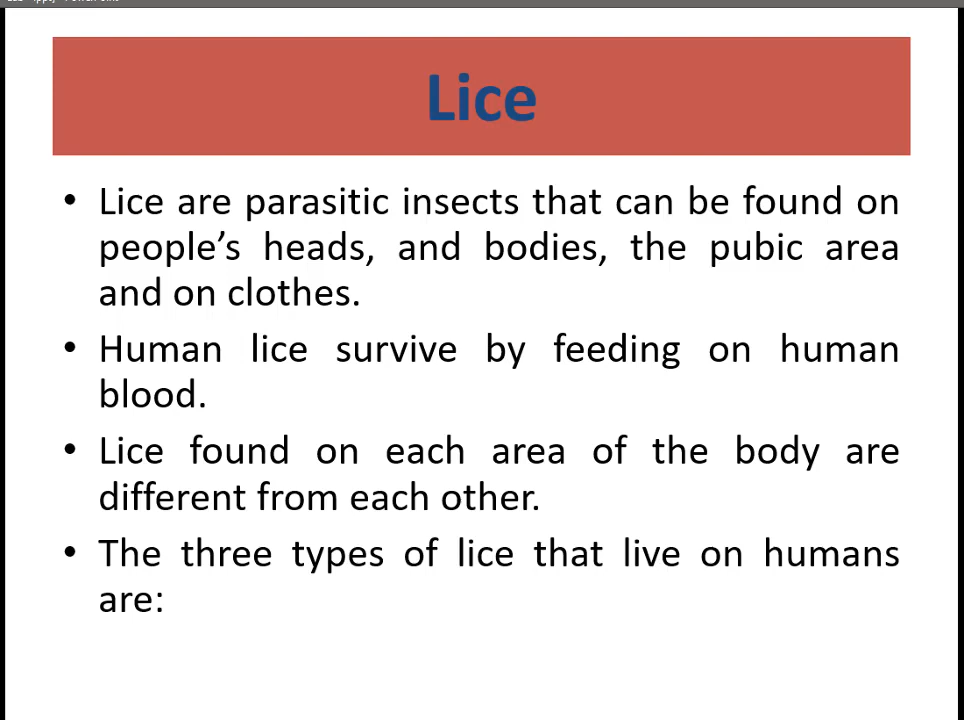 Lice
• Lice are parasitic insects that can be found on
people’s heads, and bodies, the pubic area
and on clothes.
• Human lice survive by feeding on human
blood.
• Lice found on each area of the body are
different from each other.
• The three types of lice that live on humans
are: